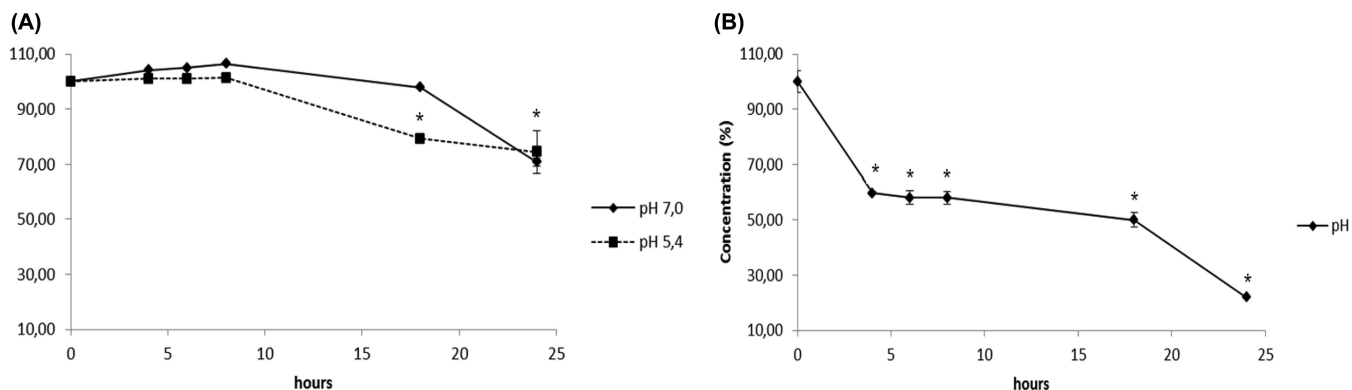 (A)
110,00
90,00
70,00
50,00
30,00
10,00
* *
0 5 10 15 20 25
hours
pH 7,0
pH 5,4
(B)
Concentration (%)
110,00
90,00
70,00
50,00
30,00
10,00
* * * * *
0 5 10 15 20 25
hours
pH